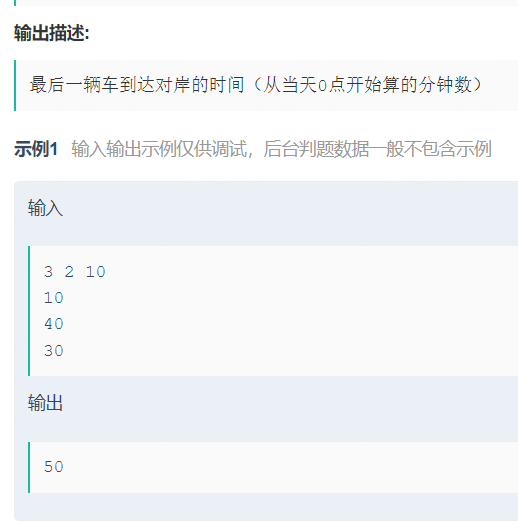 输出描述:
最后一辆车到达对岸的时间（从当天0点开始算的分钟数）
示例1 输入输出示例仅供调试，后台判题数据一般不包含示例
输入
3 2 10
10
40
30
输出
50